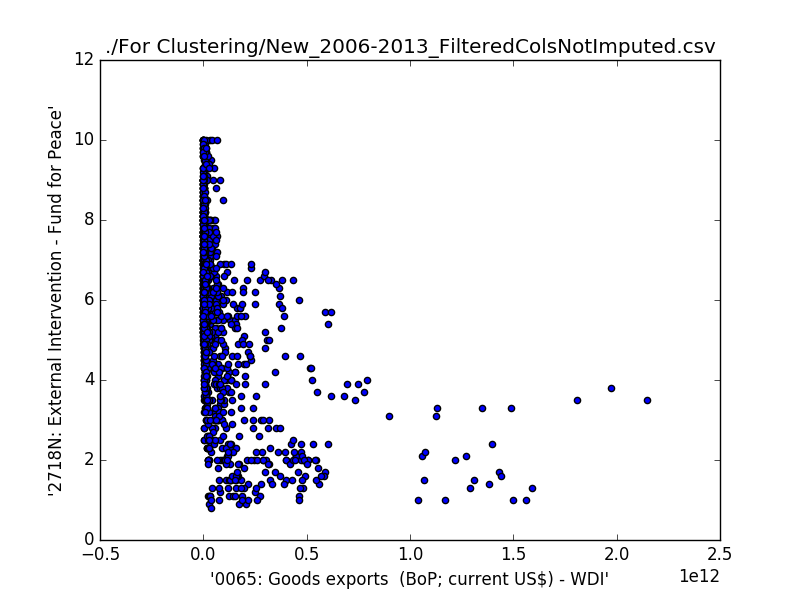 ./For Clustering/New_2006-2013_FilteredColsNotImputed.csv
12
10
8
6
4
2
0
'2718N: External Intervention - Fund for Peace'
−0.5 0.0 0.5 1.0 1.5 2.0 2.5
1e12
'0065: Goods exports  (BoP; current US$) - WDI'